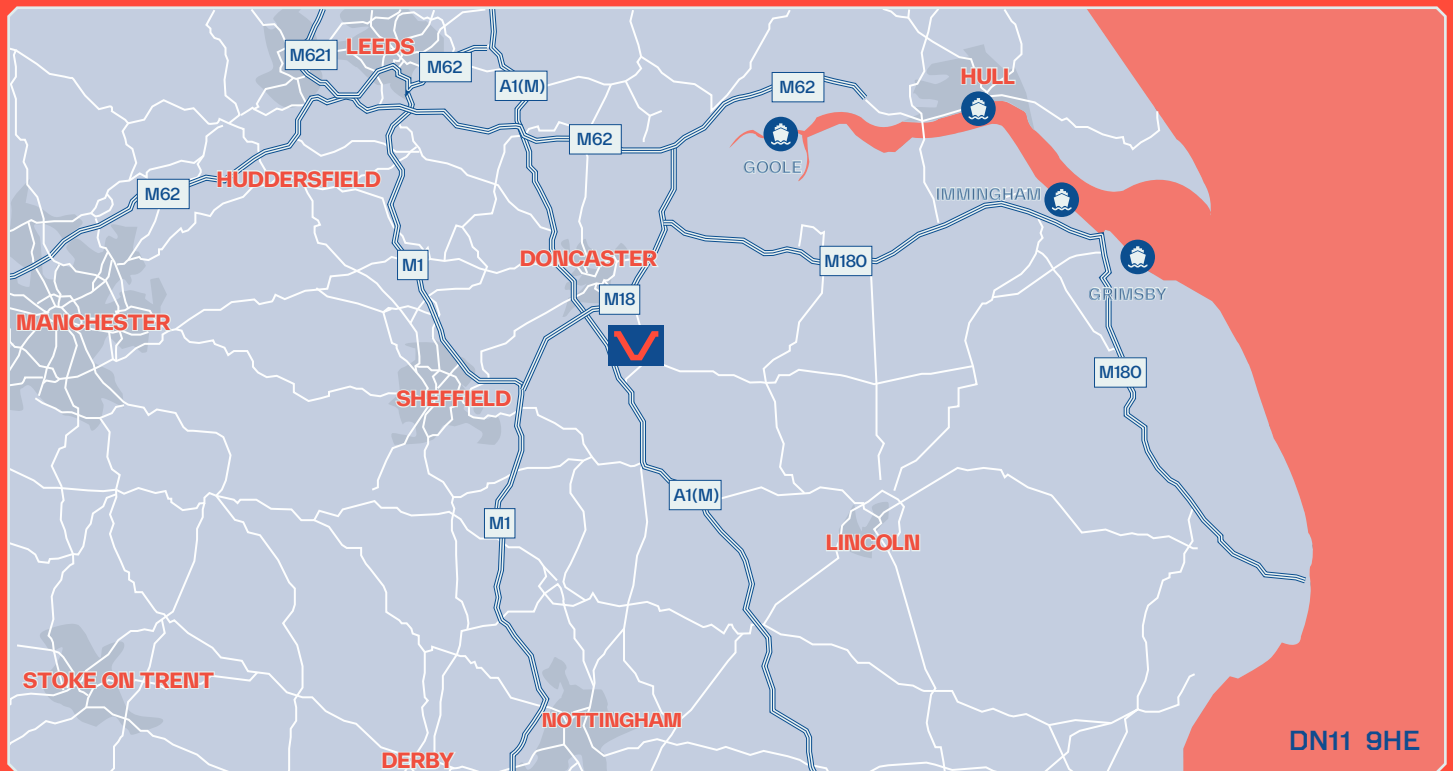 LEEDS
M621
M62
HULL
A1(M)
M62
M62
GOOLE
HUDDERSFIELD
M62
IMMINGHAM
DONCASTER
M1
M180
GRIMSBY
M18
MANCHESTER
M180
SHEFFIELD
A1(M)
M1
LINCOLN
STOKE ON TRENT
NOTTINGHAM
DN11 9HE
DERBY